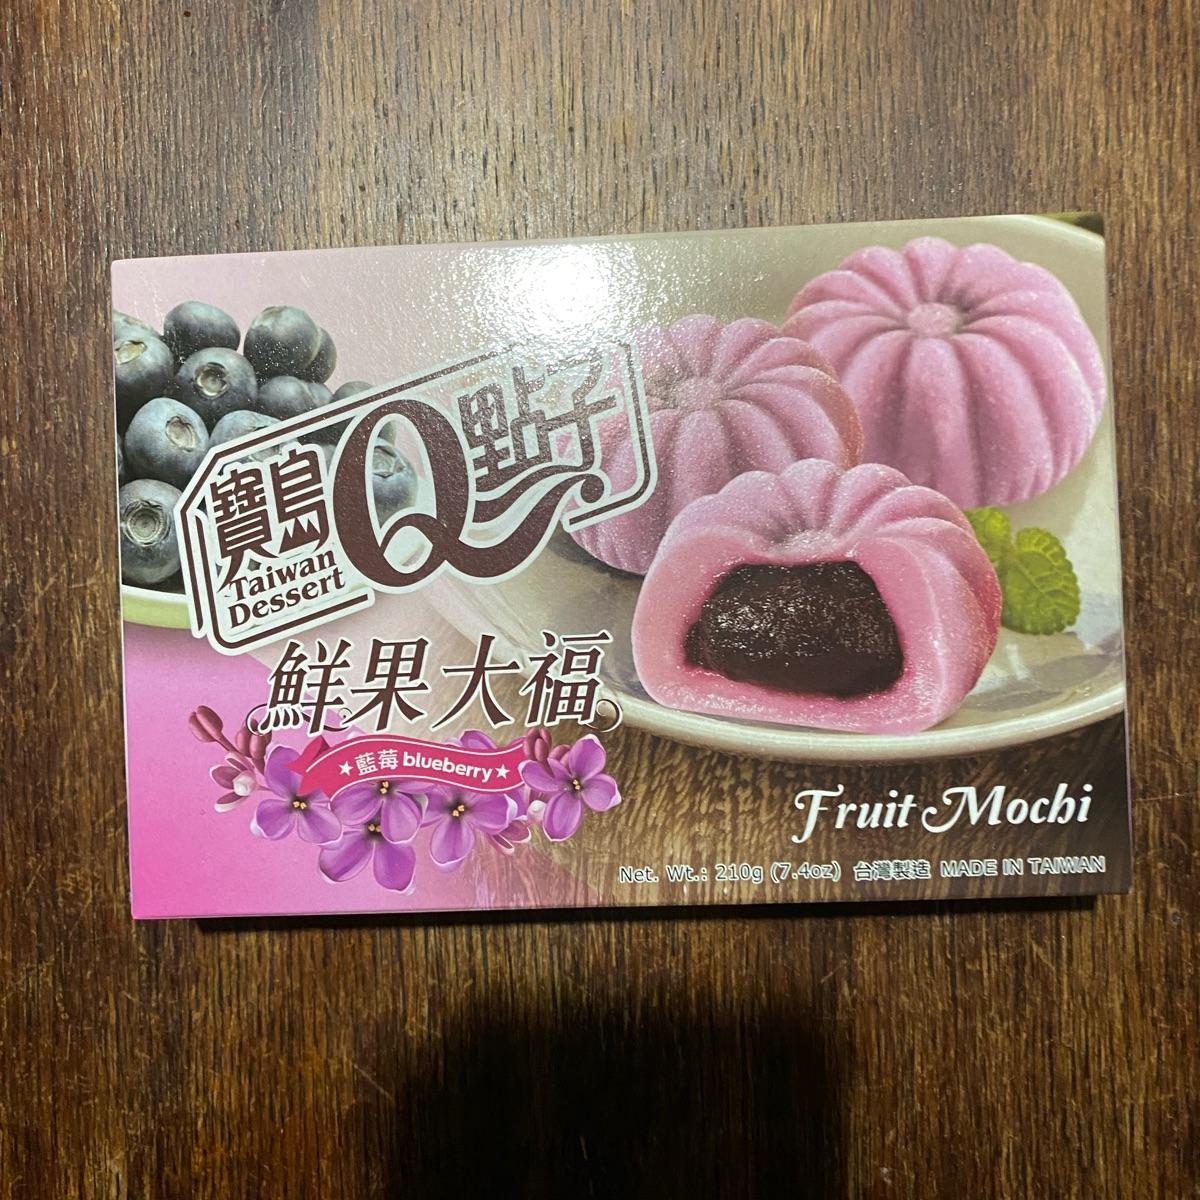 寶島Q點子
Taiwan
Dessert
鮮果大福
★藍莓 blueberry★
Fruit Mochi
Net. Wt.: 210g (7.4oz) 台灣製造 MADE IN TAIWAN